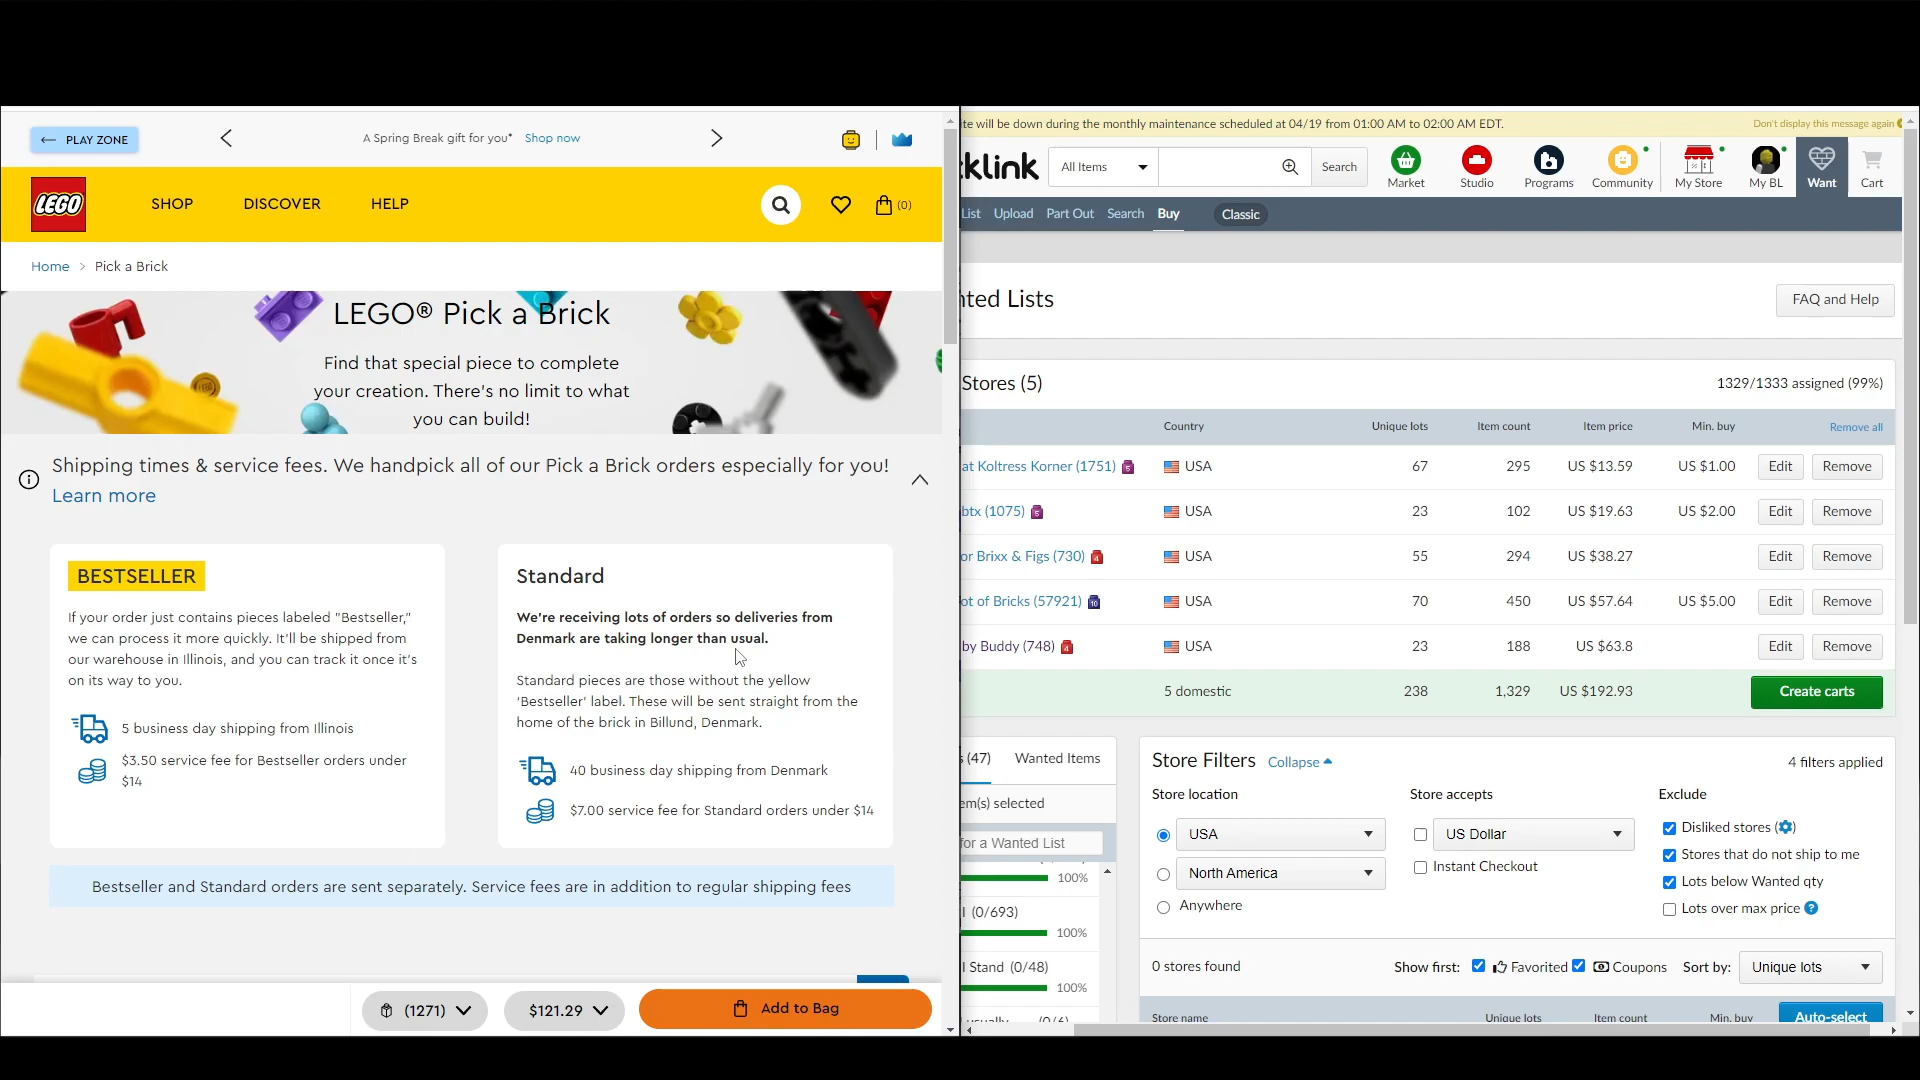 PLAY ZONE
A Spring Break gift for you* Shop now
LEGO
SHOP DISCOVER HELP
(0)
Home > Pick a Brick
LEGO® Pick a Brick
Find that special piece to complete
your creation. There's no limit to what
you can build!
Shipping times & service fees. We handpick all of our Pick a Brick orders especially for you!
Learn more
BESTSELLER
If your order just contains pieces labeled "Bestseller,"
we can process it more quickly. It'll be shipped from
our warehouse in Illinois, and you can track it once it's
on its way to you.
5 business day shipping from Illinois
$3.50 service fee for Bestseller orders under
$14
Standard
We're receiving lots of orders so deliveries from
Denmark are taking longer than usual.
Standard pieces are those without the yellow
'Bestseller' label. These will be sent straight from the
home of the brick in Billund, Denmark.
40 business day shipping from Denmark
$7.00 service fee for Standard orders under $14
Bestseller and Standard orders are sent separately. Service fees are in addition to regular shipping fees
(1271)
$121.29
Add to Bag
ite will be down during the monthly maintenance scheduled at 04/19 from 01:00 AM to 02:00 AM EDT.
Don't display this message again
klink
All Items
Search
Market Studio Programs Community My Store My BL Want Cart
List Upload Part Out Search Buy Classic
nted Lists
FAQ and Help
Stores (5)
1329/1333 assigned (99%)
Country Unique lots Item count Item price Min. buy Remove all
at Koltress Korner (1751) 5 USA 67 295 US $13.59 US $1.00 Edit Remove
btx (1075) 5 USA 23 102 US $19.63 US $2.00 Edit Remove
or Brixx & Figs (730) 4 USA 55 294 US $38.27 Edit Remove
ot of Bricks (57921) 10 USA 70 450 US $57.64 US $5.00 Edit Remove
by Buddy (748) 4 USA 23 188 US $63.8 Edit Remove
5 domestic 238 1,329 US $192.93 Create carts
s (47) Wanted Items
em(s) selected
for a Wanted List
100%
l (0/693)
100%
l Stand (0/48)
100%
Store Filters Collapse
4 filters applied
Store location
USA
North America
Anywhere
Store accepts
US Dollar
Instant Checkout
Exclude
Disliked stores
Stores that do not ship to me
Lots below Wanted qty
Lots over max price ?
0 stores found
Show first: Favorited Coupons Sort by: Unique lots
Store name Unique lots Item count Min. buy Auto-select